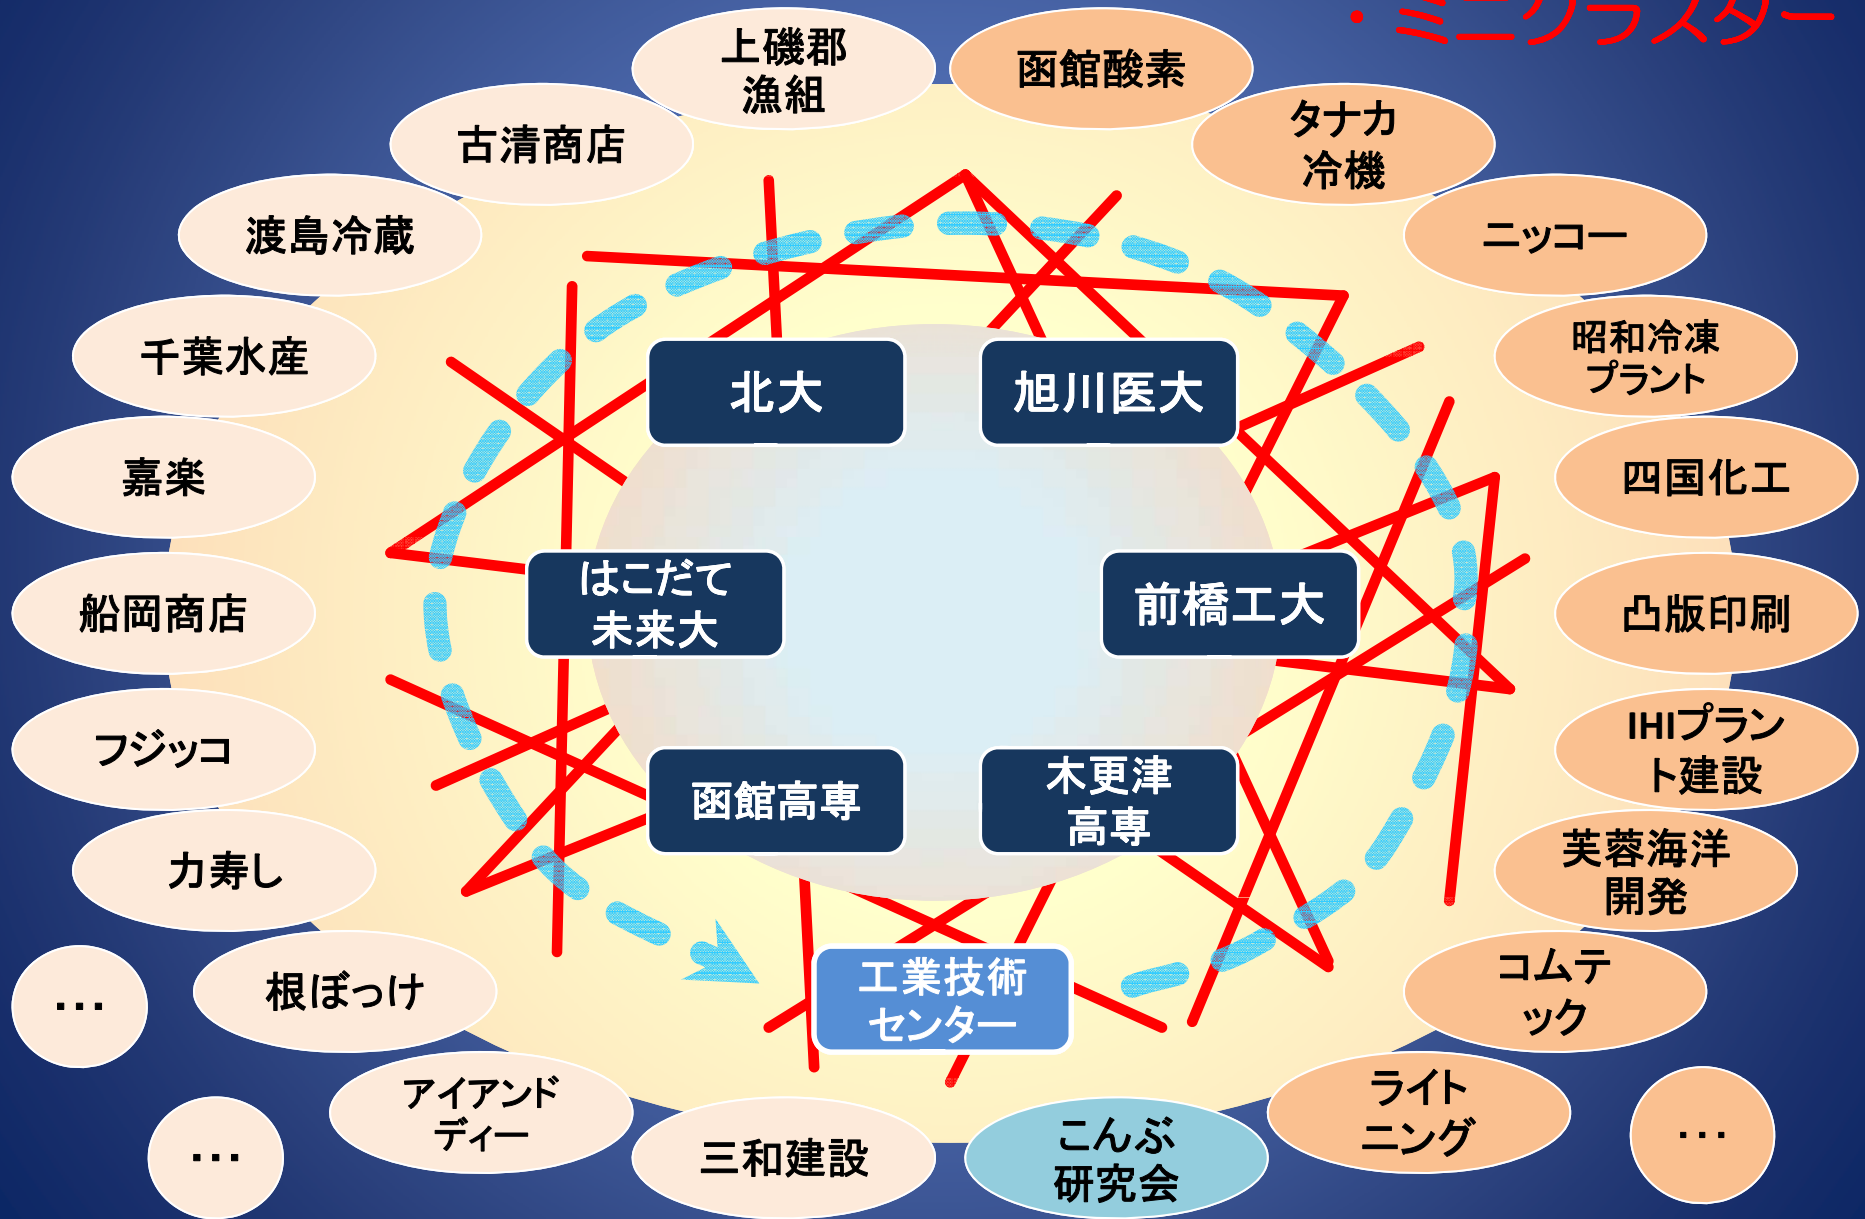 ・ミニクラスター
上磯郡
漁組
函館酸素
古清商店
タナカ
冷機
渡島冷蔵
ニッコー
千葉水産
昭和冷凍
プラント
北大
旭川医大
嘉楽
四国化工
はこだて
未来大
前橋工大
船岡商店
凸版印刷
フジッコ
IHIプラン
ト建設
函館高専
木更津
高専
力寿し
芙蓉海洋
開発
・・・
根ぼっけ
工業技術
センター
コムテ
ック
アイアンド
ディー
ライト
ニング
・・・
三和建設
こんぶ
研究会
・・・